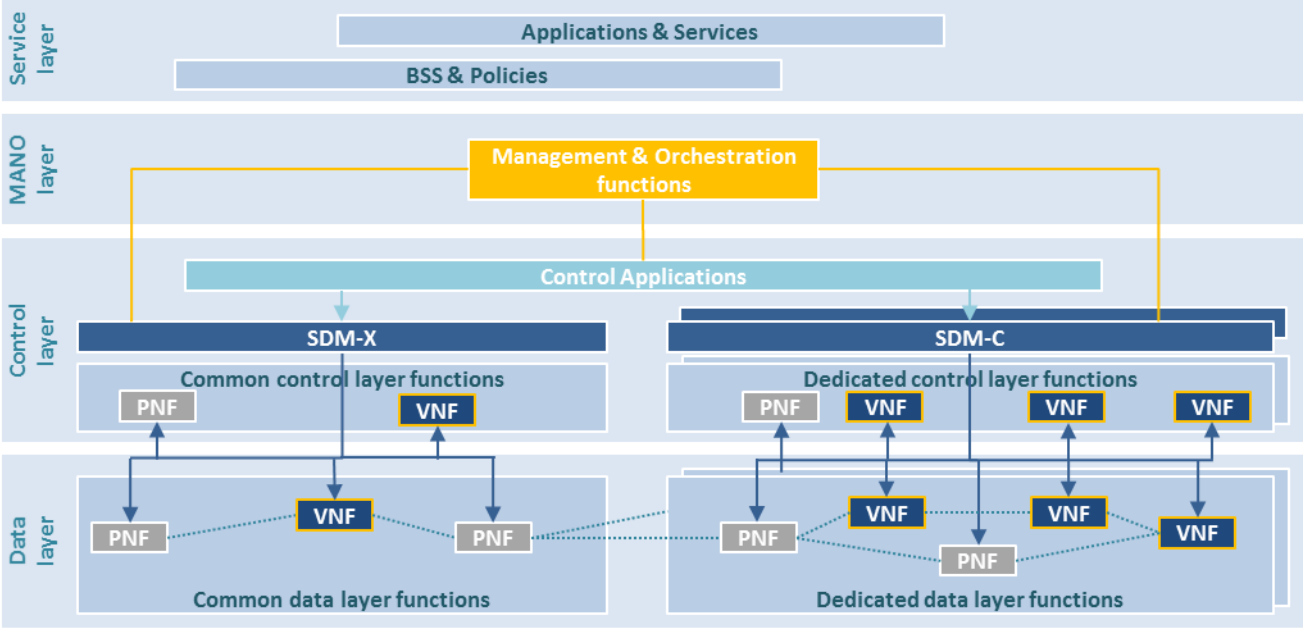 Service
layer
Applications & Services
BSS & Policies
MANO
layer
Management & Orchestration
functions
Control
layer
Control Applications
SDM-X
SDM-C
Common control layer functions
PNF
VNF
Dedicated control layer functions
PNF
VNF
VNF
VNF
Data
layer
PNF
VNF
PNF
Common data layer functions
PNF
VNF
PNF
VNF
VNF
Dedicated data layer functions